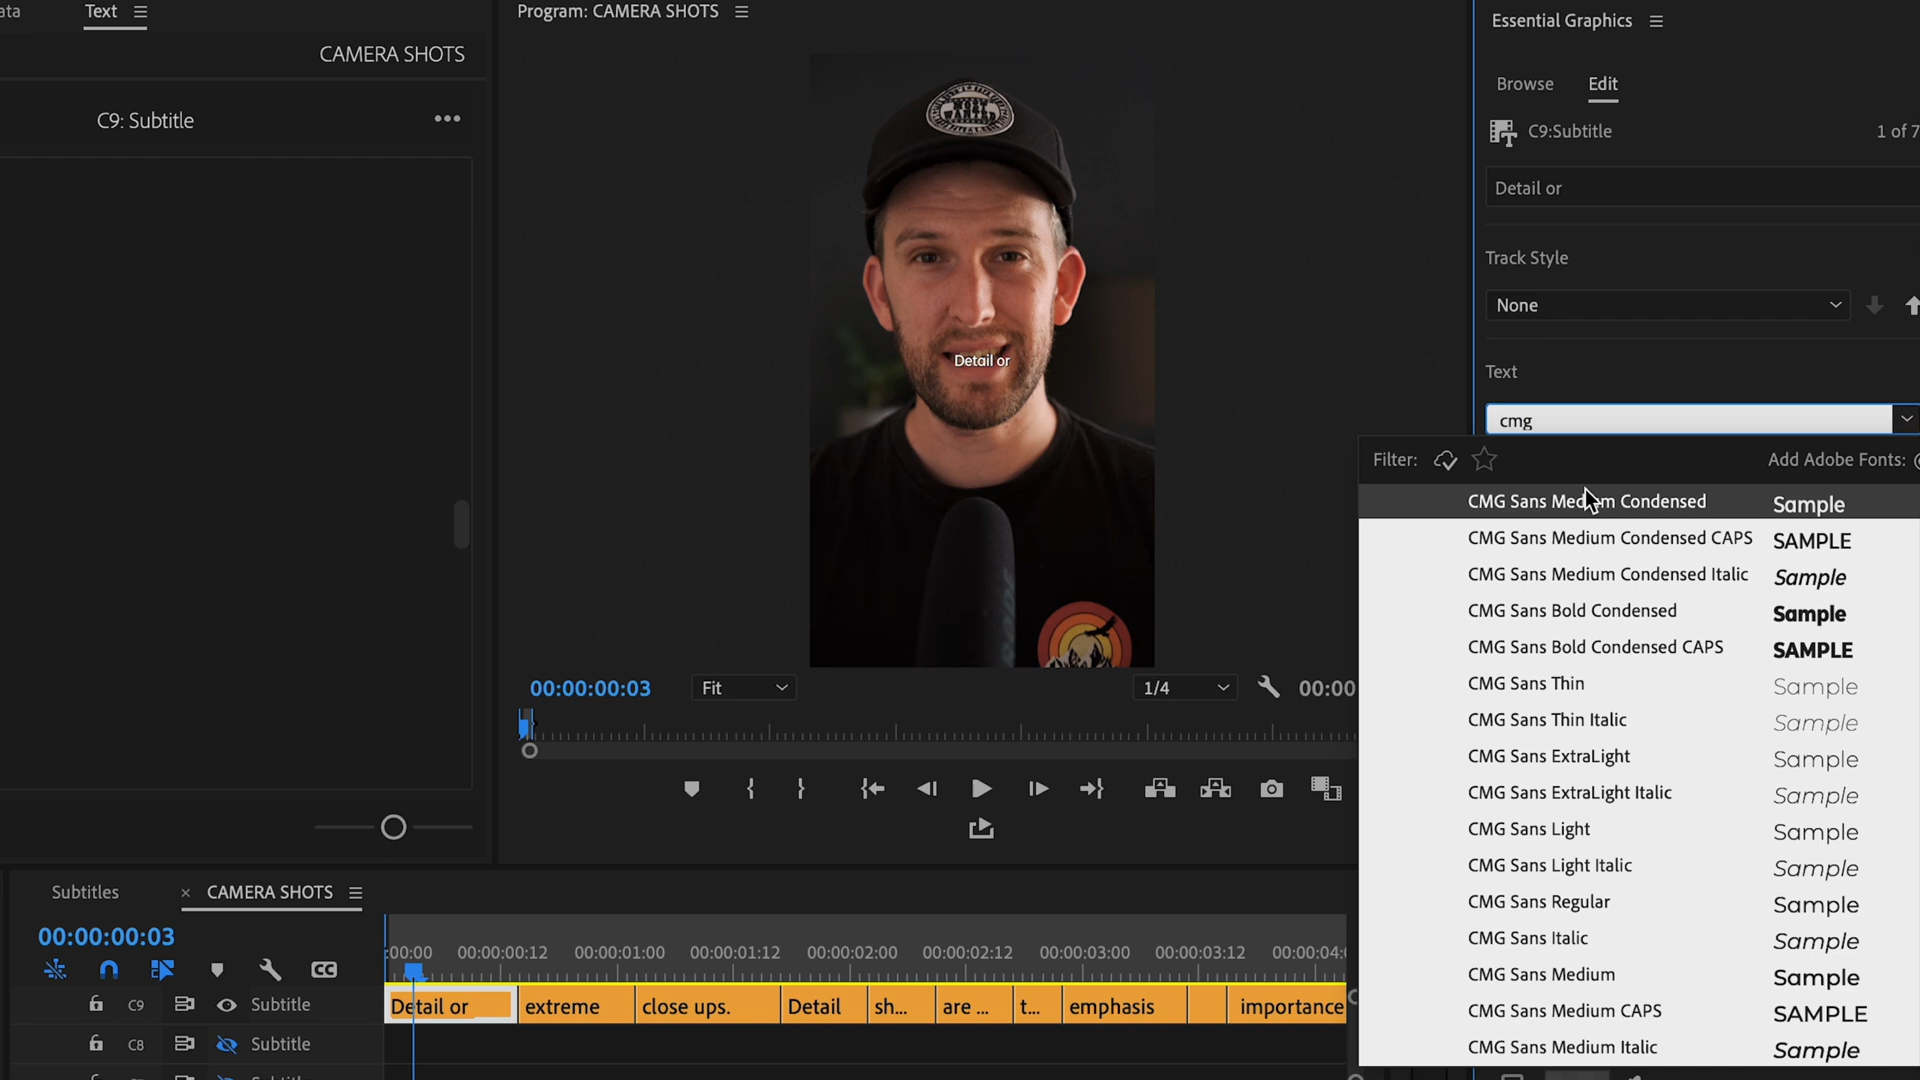 ata
Text
CAMERA SHOTS
C9: Subtitle
Program: CAMERA SHOTS
Detail or
00:00:00:03
Fit
1/4
00:00
Essential Graphics
Browse
Edit
C9:Subtitle
1 of 7
Detail or
Track Style
None
Text
cmg
Filter:
Add Adobe Fonts:
CMG Sans Medium Condensed Sample
CMG Sans Medium Condensed CAPS SAMPLE
CMG Sans Medium Condensed Italic Sample
CMG Sans Bold Condensed Sample
CMG Sans Bold Condensed CAPS SAMPLE
CMG Sans Thin Sample
CMG Sans Thin Italic Sample
CMG Sans ExtraLight Sample
CMG Sans ExtraLight Italic Sample
CMG Sans Light Sample
CMG Sans Light Italic Sample
CMG Sans Regular Sample
CMG Sans Italic Sample
CMG Sans Medium Sample
CMG Sans Medium CAPS SAMPLE
CMG Sans Medium Italic Sample
Subtitles
× CAMERA SHOTS
00:00:00:03
CC
:00:00 00:00:00:12 00:00:01:00 00:00:01:12 00:00:02:00 00:00:02:12 00:00:03:00 00:00:03:12 00:00:04:
C9 Subtitle
Detail or extreme close ups. Detail sh... are ... t... emphasis importance
C8 Subtitle